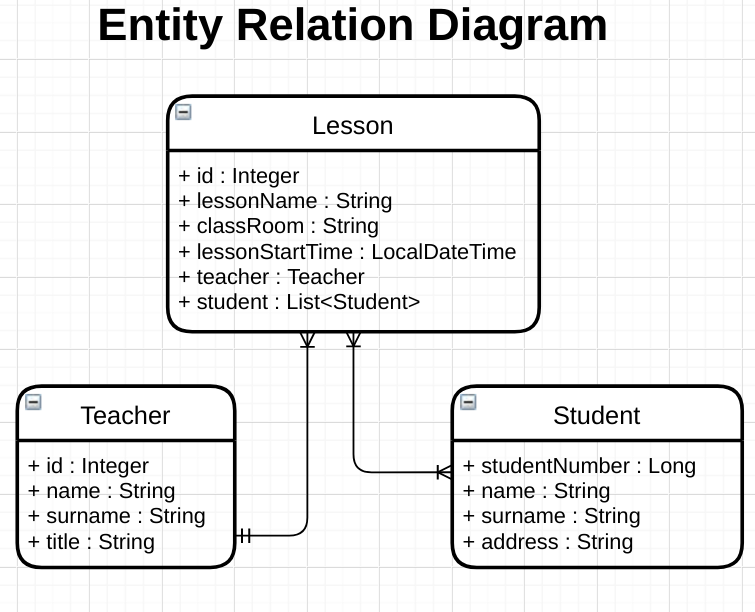 Entity Relation Diagram
Lesson
+ id : Integer
+ lessonName : String
+ classRoom : String
+ lessonStartTime : LocalDateTime
+ teacher : Teacher
+ student : List<Student>
Teacher
+ id : Integer
+ name : String
+ surname : String
+ title : String
Student
+ studentNumber : Long
+ name : String
+ surname : String
+ address : String